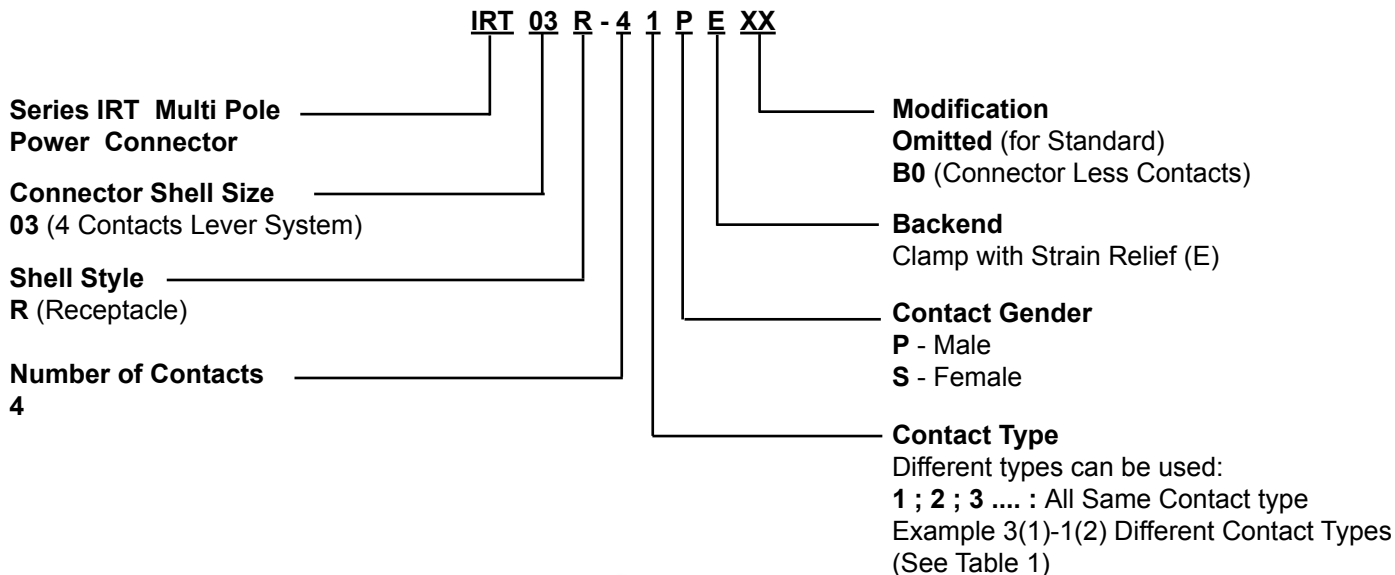 IRT 03 R - 4 1 P E XX
Series IRT Multi Pole
Power Connector
Connector Shell Size
03 (4 Contacts Lever System)
Shell Style
R (Receptacle)
Number of Contacts
4
Modification
Omitted (for Standard)
B0 (Connector Less Contacts)
Backend
Clamp with Strain Relief (E)
Contact Gender
P - Male
S - Female
Contact Type
Different types can be used:
1 ; 2 ; 3 .... : All Same Contact type
Example 3(1)-1(2) Different Contact Types
(See Table 1)